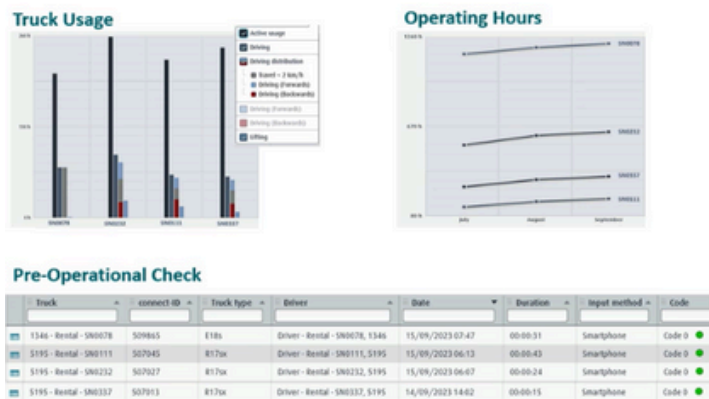 Truck Usage
Operating Hours
Active usage
Driving
Driving distribution
Travel ~ 2 km/h
Driving (Forwards)
Driving (Backwards)
Driving (Forwards)
Driving (Backwards)
Lifting
SN0078
SN0232
SN0337
SN0111
SN0078 SN0232 SN0111 SN0337
July August September
Pre-Operational Check
Truck connect-ID Truck type Driver Date Duration Input method Code
1346 - Rental - SN0078 509865 E18s Driver - Rental - SN0078, 1346 15/09/2023 07:47 00:00:31 Smartphone Code 0
5195 - Rental - SN0111 507045 R17sx Driver - Rental - SN0111, 5195 15/09/2023 06:13 00:00:43 Smartphone Code 0
5195 - Rental - SN0232 507027 R17sx Driver - Rental - SN0232, 5195 15/09/2023 06:07 00:00:24 Smartphone Code 0
5195 - Rental - SN0337 507013 R17sx Driver - Rental - SN0337, 5195 14/09/2023 14:02 00:00:15 Smartphone Code 0